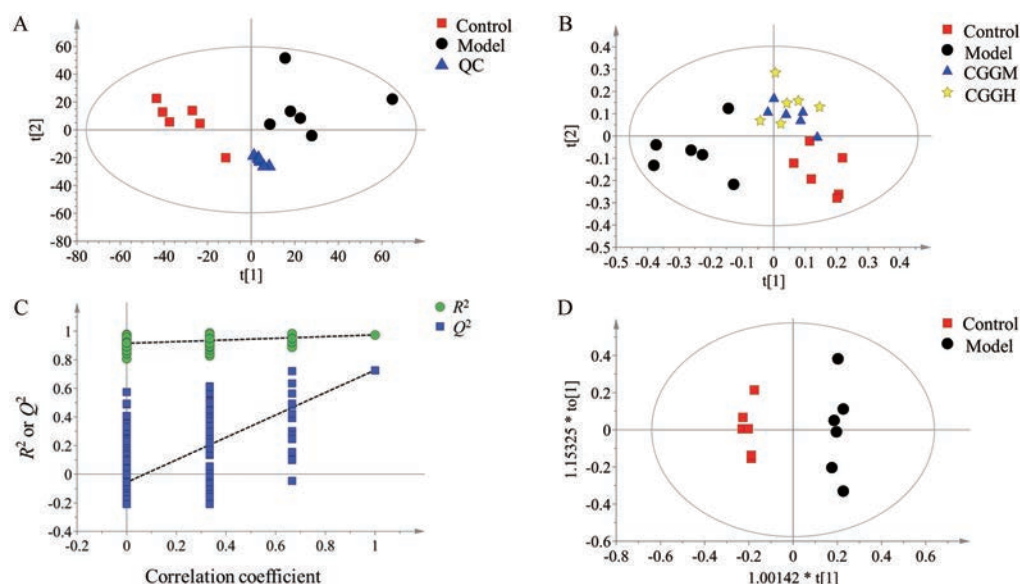 A
Control
Model
QC
60
40
20
0
-20
-40
-60
-80
t[2]
-80 -60 -40 -20 0 20 40 60 80
t[1]
B
Control
Model
CGGM
CGGH
0.4
0.3
0.2
0.1
0
-0.1
-0.2
-0.3
-0.4
-0.5
t[2]
-0.5 -0.4 -0.3 -0.2 -0.1 0 0.1 0.2 0.3 0.4
t[1]
C
R²
Q²
1
0.8
0.6
0.4
0.2
0
-0.2
-0.4
R² or Q²
0 0.2 0.4 0.6 0.8 1
Correlation coefficient
D
Control
Model
0.4
0.2
0
-0.2
-0.4
-0.6
1.15325 * to[1]
-0.8 -0.6 -0.4 -0.2 0 0.2 0.4 0.6
1.00142 * t[1]